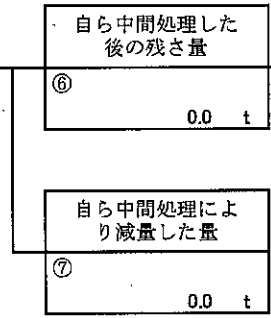 自ら中間処理した
後の残さ量
⑥
0.0 t
自ら中間処理によ
り減量した量
⑦
0.0 t